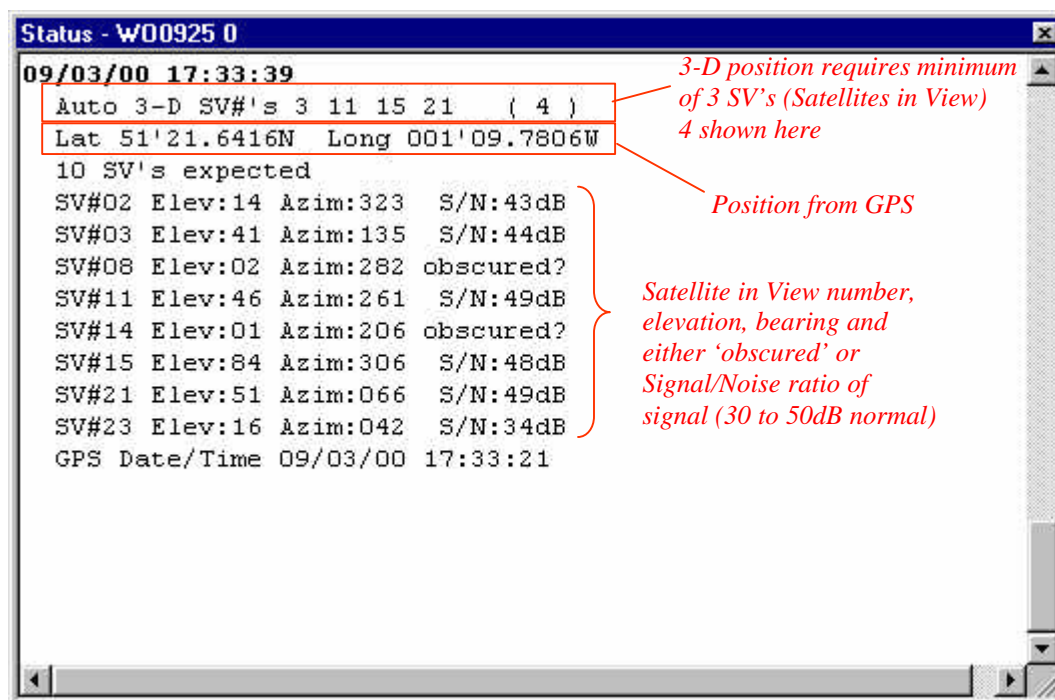 Status - WO0925 0
09/03/00 17:33:39
Auto 3-D SV#'s 3 11 15 21 ( 4 )
Lat 51'21.6416N Long 001'09.7806W
10 SV's expected
SV#02 Elev:14 Azim:323 S/N:43dB
SV#03 Elev:41 Azim:135 S/N:44dB
SV#08 Elev:02 Azim:282 obscured?
SV#11 Elev:46 Azim:261 S/N:49dB
SV#14 Elev:01 Azim:206 obscured?
SV#15 Elev:84 Azim:306 S/N:48dB
SV#21 Elev:51 Azim:066 S/N:49dB
SV#23 Elev:16 Azim:042 S/N:34dB
GPS Date/Time 09/03/00 17:33:21
3-D position requires minimum
of 3 SV's (Satellites in View)
4 shown here
Position from GPS
Satellite in View number,
elevation, bearing and
either ‘obscured’ or
Signal/Noise ratio of
signal (30 to 50dB normal)